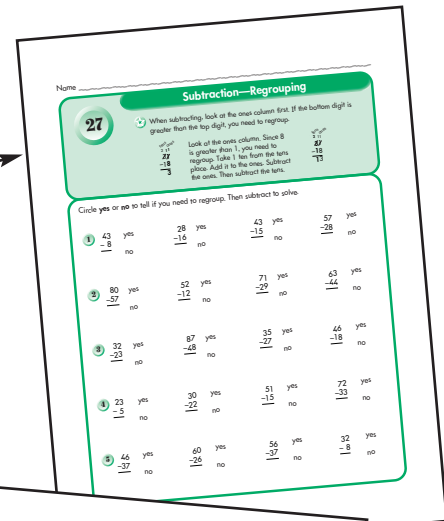 Name
27
Subtraction—Regrouping
When subtracting, look at the ones column first. If the bottom digit is
greater than the top digit, you need to regroup.
Look at the ones column. Since 8
is greater than 1, you need to
regroup. Take 1 ten from the tens
place. Add it to the ones. Subtract
the ones. Then subtract the tens.
2 11
-18
3
2 11
-18
13
Circle yes or no to tell if you need to regroup. Then subtract to solve.
1 43 yes 28 yes 43 yes 57 yes
- 8 no -16 no -15 no -28 no
2 80 yes 52 yes 71 yes 63 yes
-57 no -12 no -29 no -44 no
3 32 yes 87 yes 35 yes 46 yes
-23 no -48 no -27 no -18 no
4 23 yes 30 yes 51 yes 72 yes
- 5 no -22 no -15 no -33 no
5 46 yes 60 yes 56 yes 32 yes
-37 no -26 no -37 no - 8 no